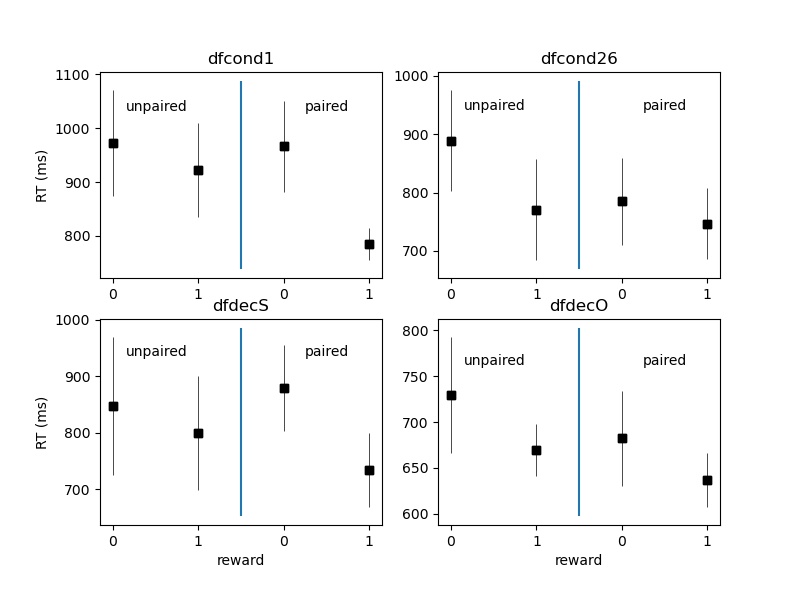 dfcond1
1100
1000
900
800
RT (ms)
unpaired
paired
0 1 0 1
dfcond26
1000
900
800
700
unpaired
paired
0 1 0 1
dfdecS
1000
900
800
700
RT (ms)
unpaired
paired
0 1 0 1
reward
dfdecO
800
750
700
650
600
unpaired
paired
0 1 0 1
reward